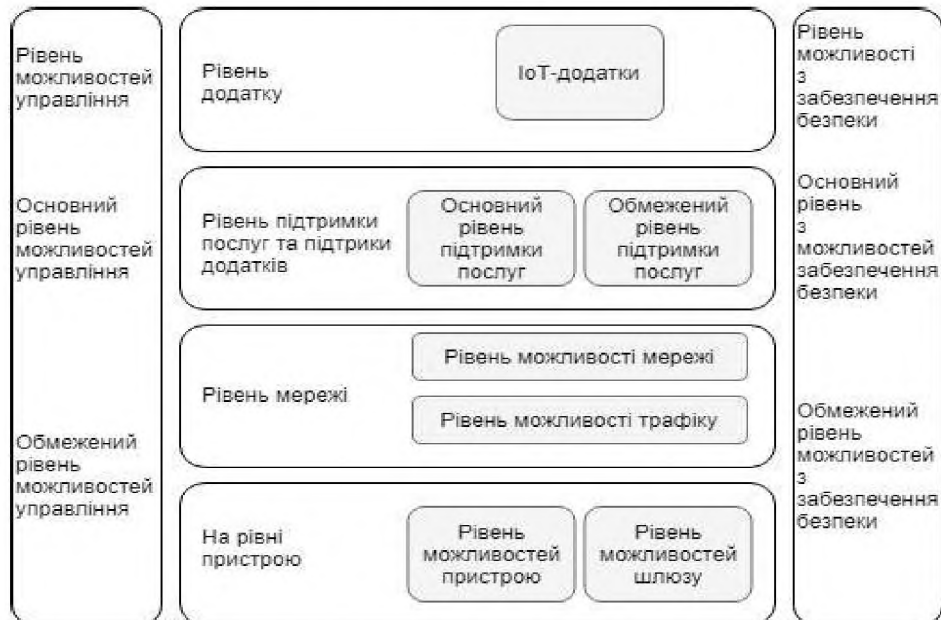 Рівень
можливостей
управління
Основний
рівень
можливостей
управління
Обмежений
рівень
можливостей
управління
Рівень
додатку
ІоТ-додатки
Рівень підтримки
послуг та підтрики
додатків
Основний
рівень
підтримки
послуг
Обмежений
рівень
підтримки
послуг
Рівень мережі
Рівень можливості мережі
Рівень можливості трафіку
На рівні
пристрою
Рівень
можливостей
пристрою
Рівень
можливостей
шлюзу
Рівень
можливості
з
забезпечення
безпеки
Основний
рівень
з
можливостей
забезпечення
безпеки
Обмежений
рівень
можливостей
з
забезпечення
безпеки